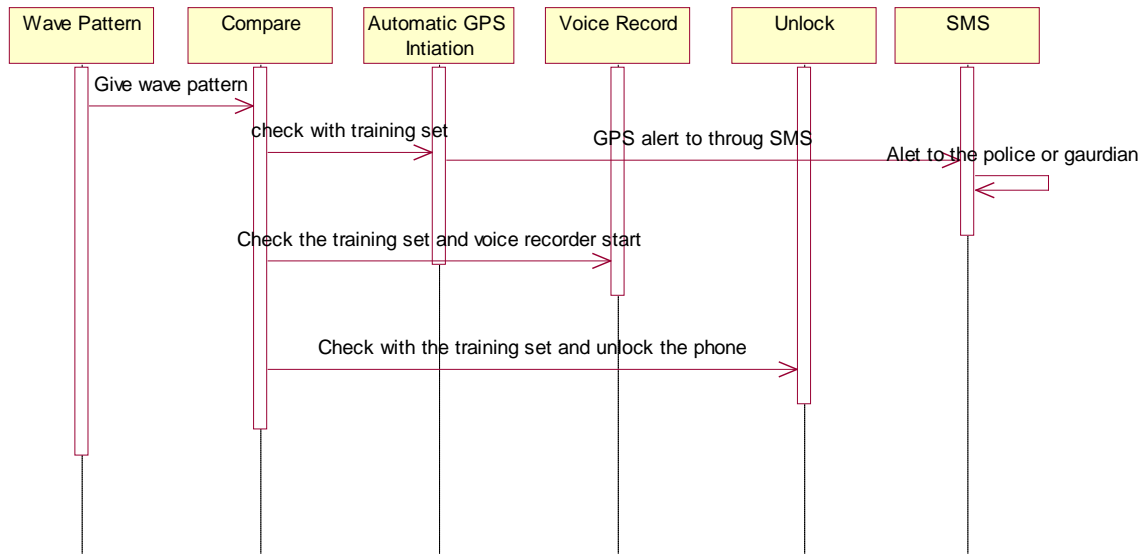 Wave Pattern
Compare
Automatic GPS
Intiation
Voice Record
Unlock
SMS
Give wave pattern
check with training set
GPS alert to throug SMS
Alet to the police or gaurdian
Check the training set and voice recorder start
Check with the training set and unlock the phone